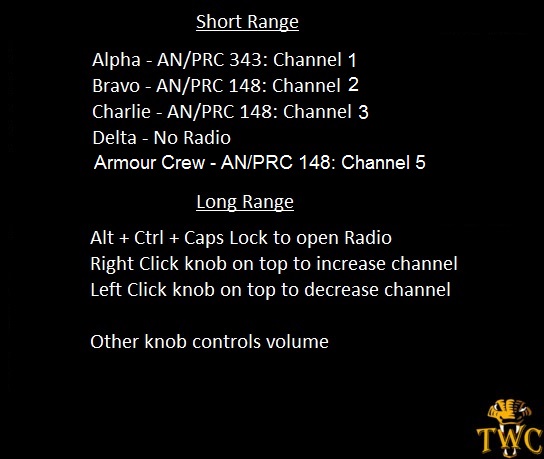 Short Range
Alpha - AN/PRC 343: Channel 1
Bravo - AN/PRC 148: Channel 2
Charlie - AN/PRC 148: Channel 3
Delta - No Radio
Armour Crew - AN/PRC 148: Channel 5
Long Range
Alt + Ctrl + Caps Lock to open Radio
Right Click knob on top to increase channel
Left Click knob on top to decrease channel
Other knob controls volume
TWC